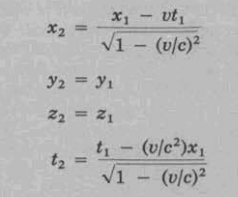 x₂ = (x₁ − vt₁) / √(1 − (v/c)²)
y₂ = y₁
z₂ = z₁
t₂ = (t₁ − (v/c²)x₁) / √(1 − (v/c)²)